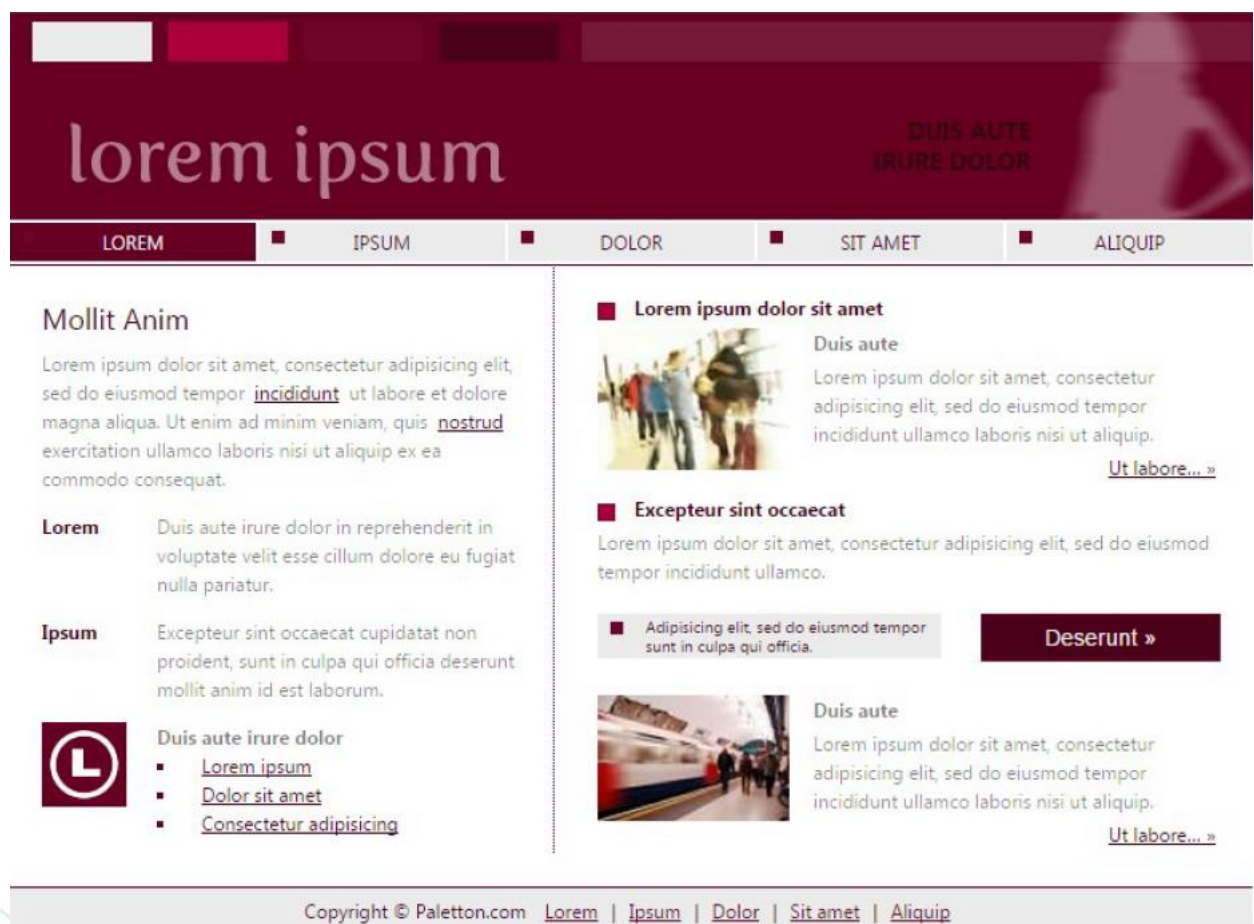 lorem ipsum
DUIS AUTE
IRURE DOLOR
LOREM
IPSUM
DOLOR
SIT AMET
ALIQUIP
Mollit Anim
Lorem ipsum dolor sit amet, consectetur adipisicing elit,
sed do eiusmod tempor incididunt ut labore et dolore
magna aliqua. Ut enim ad minim veniam, quis nostrud
exercitation ullamco laboris nisi ut aliquip ex ea
commodo consequat.
Lorem
Duis aute irure dolor in reprehenderit in
voluptate velit esse cillum dolore eu fugiat
nulla pariatur.
Ipsum
Excepteur sint occaecat cupidatat non
proident, sunt in culpa qui officia deserunt
mollit anim id est laborum.
L
Duis aute irure dolor
Lorem ipsum
Dolor sit amet
Consectetur adipisicing
Lorem ipsum dolor sit amet
Duis aute
Lorem ipsum dolor sit amet, consectetur
adipisicing elit, sed do eiusmod tempor
incididunt ullamco laboris nisi ut aliquip.
Ut labore... »
Excepteur sint occaecat
Lorem ipsum dolor sit amet, consectetur adipisicing elit, sed do eiusmod
tempor incididunt ullamco.
Adipisicing elit, sed do eiusmod tempor
sunt in culpa qui officia.
Deserunt »
Duis aute
Lorem ipsum dolor sit amet, consectetur
adipisicing elit, sed do eiusmod tempor
incididunt ullamco laboris nisi ut aliquip.
Ut labore... »
Copyright © Paletton.com Lorem | Ipsum | Dolor | Sit amet | Aliquip